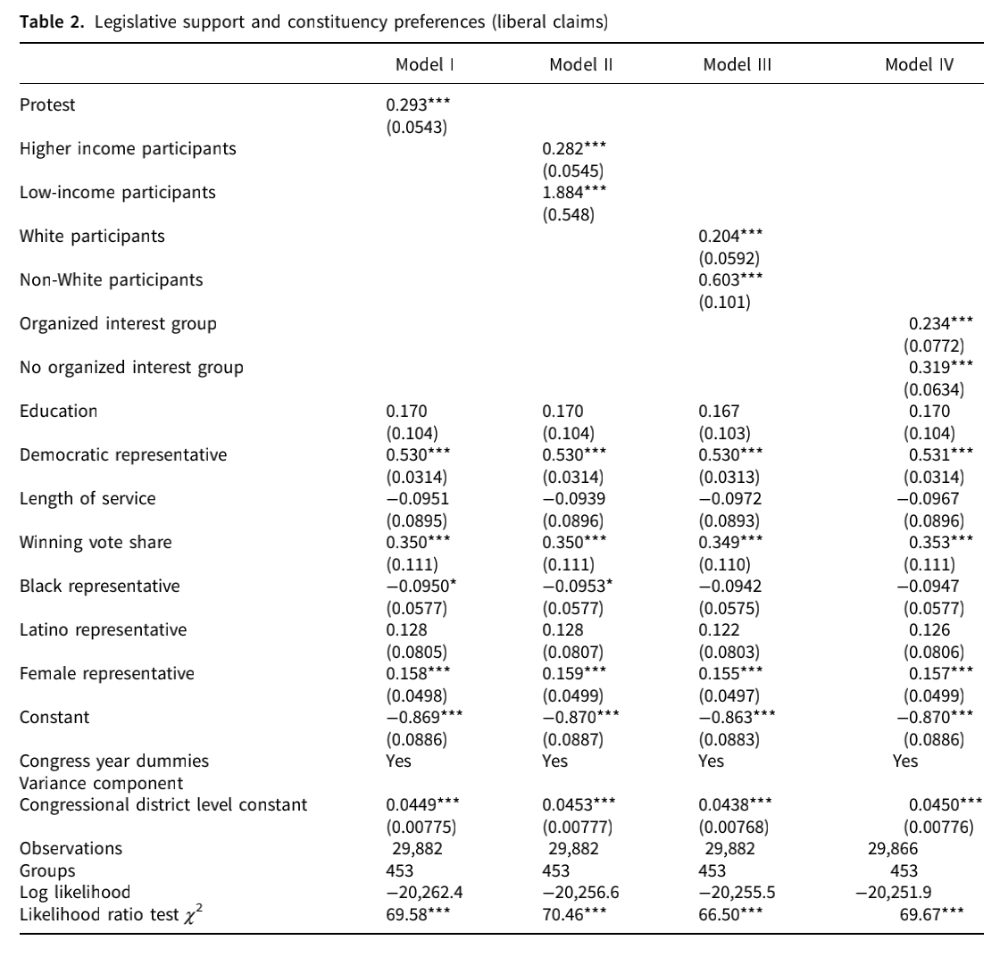 Table 2. Legislative support and constituency preferences (liberal claims)
Model I Model II Model III Model IV
Protest 0.293***
(0.0543)
Higher income participants 0.282***
(0.0545)
Low-income participants 1.884***
(0.548)
White participants 0.204***
(0.0592)
Non-White participants 0.603***
(0.101)
Organized interest group 0.234***
(0.0772)
No organized interest group 0.319***
(0.0634)
Education 0.170 0.170 0.167 0.170
(0.104) (0.104) (0.103) (0.104)
Democratic representative 0.530*** 0.530*** 0.530*** 0.531***
(0.0314) (0.0314) (0.0313) (0.0314)
Length of service −0.0951 −0.0939 −0.0972 −0.0967
(0.0895) (0.0896) (0.0893) (0.0896)
Winning vote share 0.350*** 0.350*** 0.349*** 0.353***
(0.111) (0.111) (0.110) (0.111)
Black representative −0.0950* −0.0953* −0.0942 −0.0947
(0.0577) (0.0577) (0.0575) (0.0577)
Latino representative 0.128 0.128 0.122 0.126
(0.0805) (0.0807) (0.0803) (0.0806)
Female representative 0.158*** 0.159*** 0.155*** 0.157***
(0.0498) (0.0499) (0.0497) (0.0499)
Constant −0.869*** −0.870*** −0.863*** −0.870***
(0.0886) (0.0887) (0.0883) (0.0886)
Congress year dummies Yes Yes Yes Yes
Variance component
Congressional district level constant 0.0449*** 0.0453*** 0.0438*** 0.0450***
(0.00775) (0.00777) (0.00768) (0.00776)
Observations 29,882 29,882 29,882 29,866
Groups 453 453 453 453
Log likelihood −20,262.4 −20,256.6 −20,255.5 −20,251.9
Likelihood ratio test χ² 69.58*** 70.46*** 66.50*** 69.67***